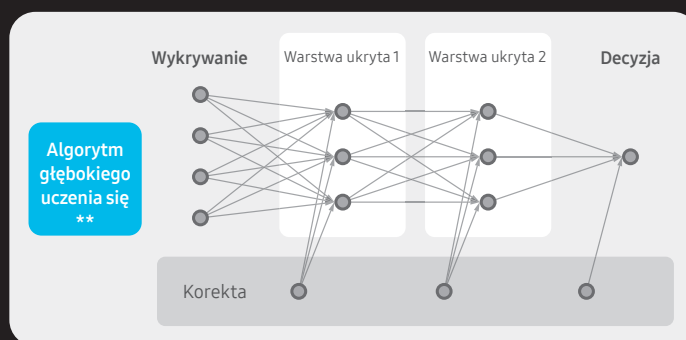 Wykrywanie
Warstwa ukryta 1
Warstwa ukryta 2
Decyzja
Algorytm
głębokiego
uczenia się
**
Korekta